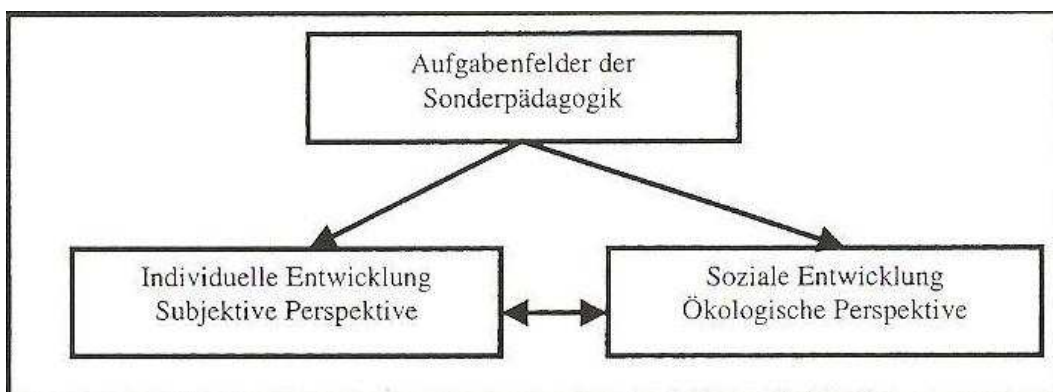 Aufgabenfelder der
Sonderpädagogik
Individuelle Entwicklung
Subjektive Perspektive
Soziale Entwicklung
Ökologische Perspektive